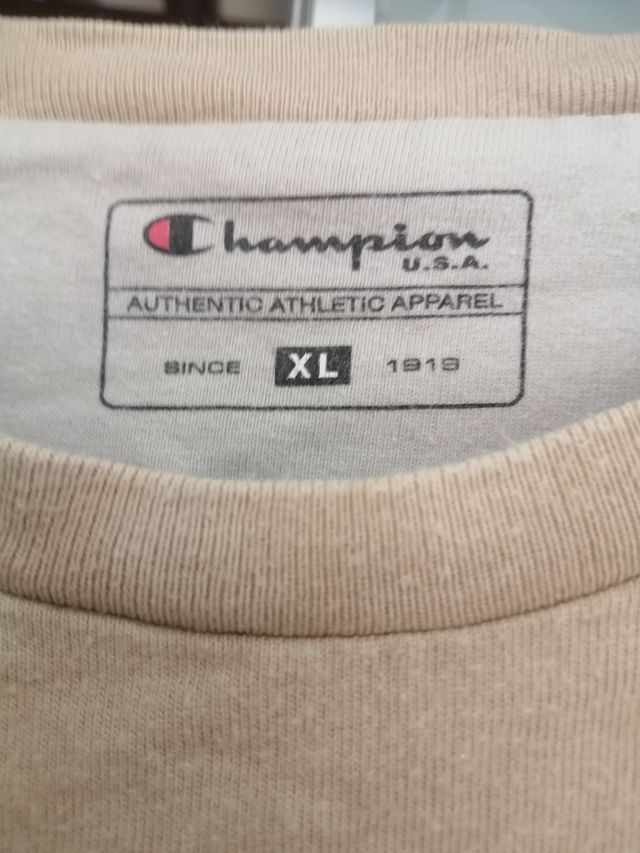 Champion
U.S.A.
AUTHENTIC ATHLETIC APPAREL
SINCE XL 1919